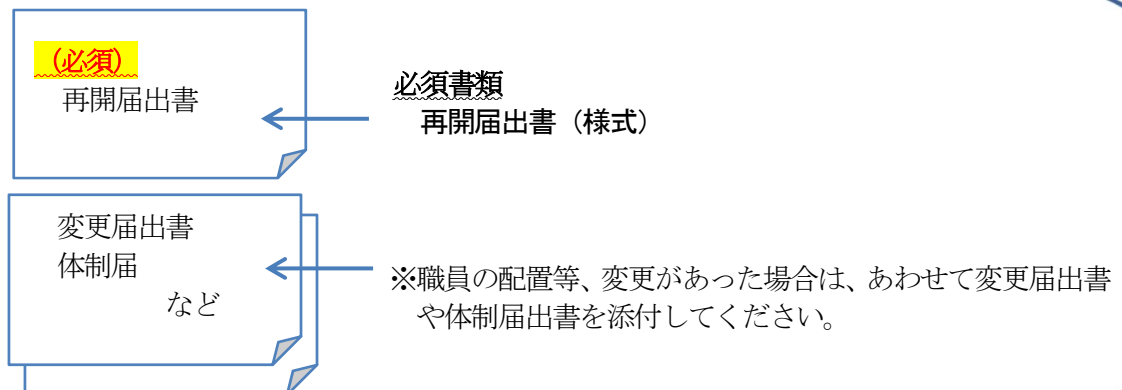 （必須）
再開届出書
必須書類
再開届出書（様式）
変更届出書
体制届
など
※職員の配置等、変更があった場合は、あわせて変更届出書
や体制届出書を添付してください。